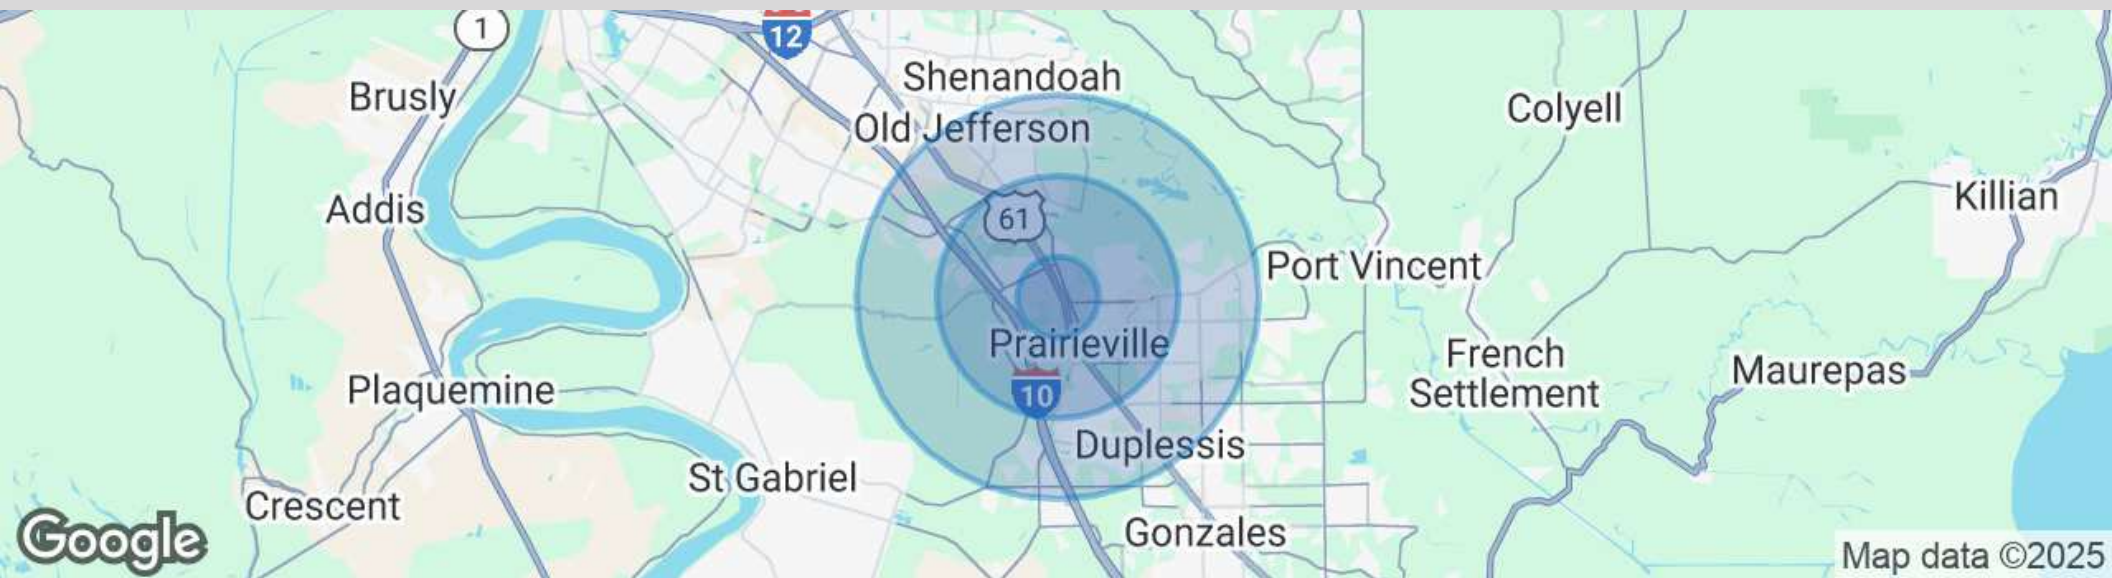 1
12
Shenandoah
Brusly
Colyell
Old Jefferson
Killian
Addis
61
Port Vincent
Prairieville
French
Settlement
Maurepas
Plaquemine
10
Duplessis
St Gabriel
Crescent
Gonzales
Google
Map data ©2025